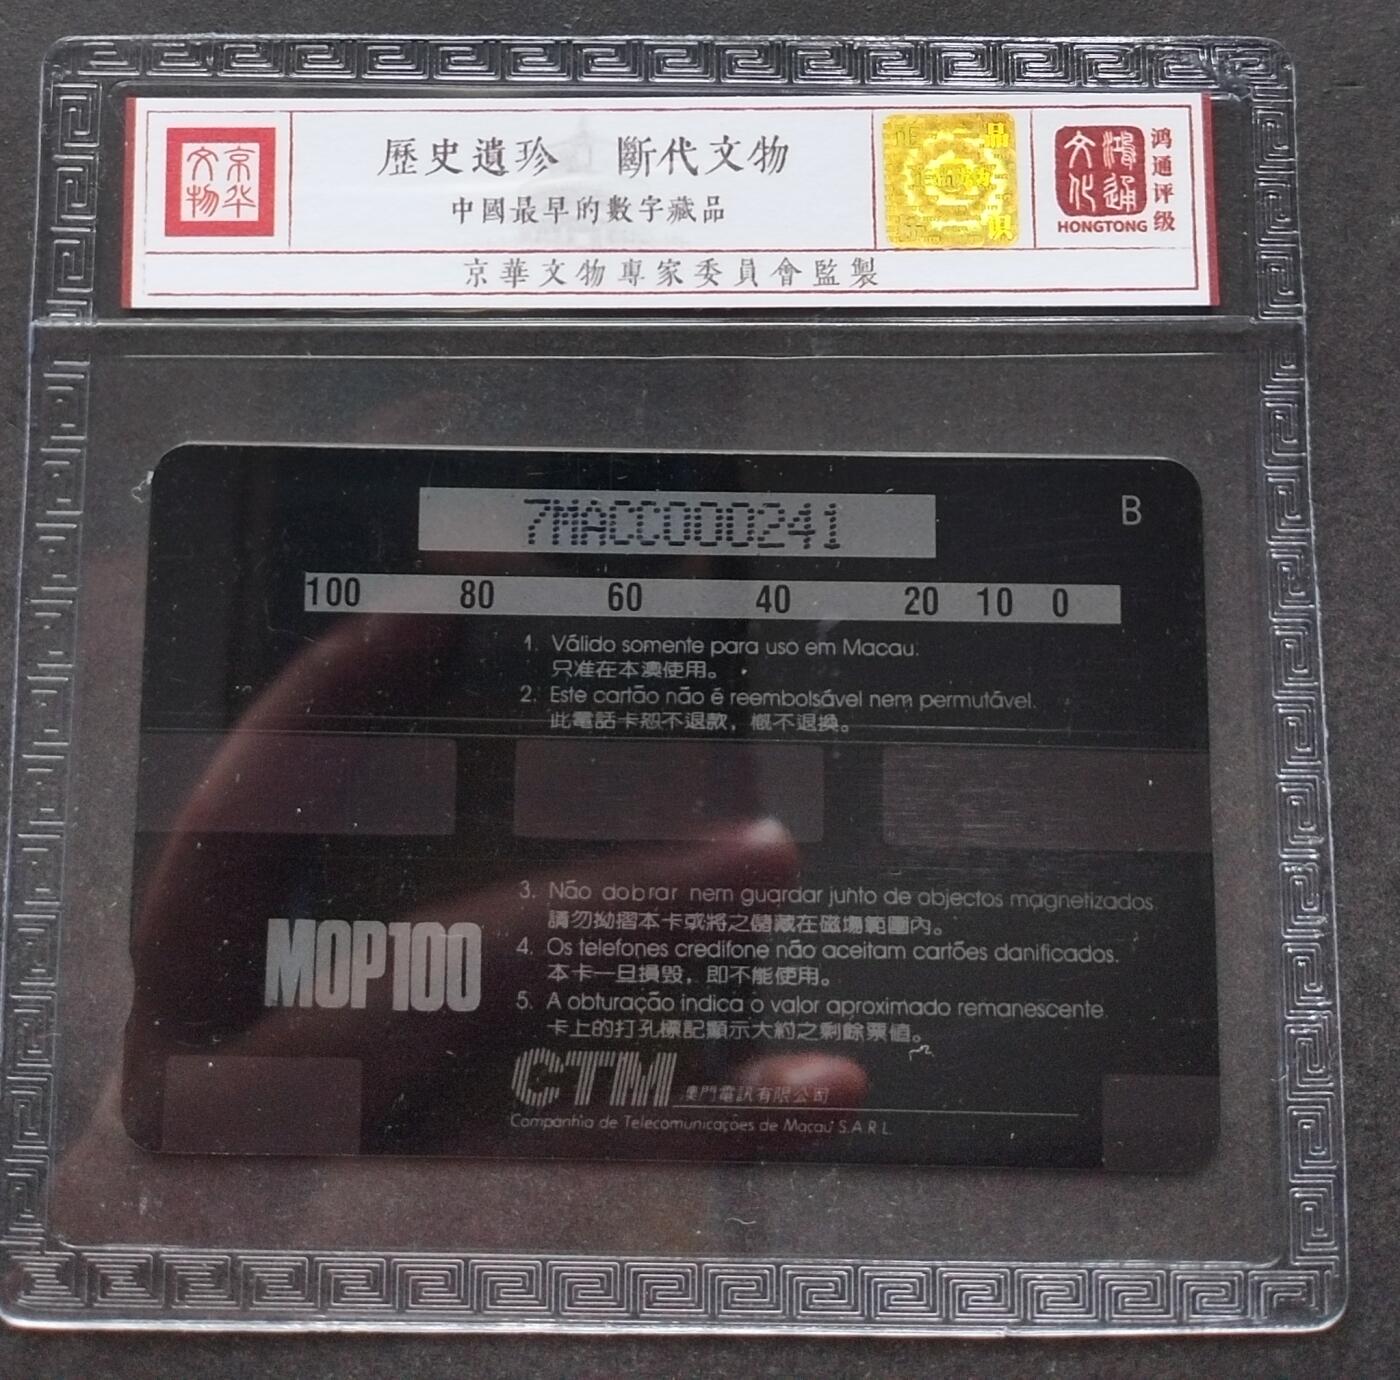 京华
文物
歷史遺珍 斷代文物
中國最早的數字藏品
京華文物專家委員會監製
鸿通
文化
HONGTONG
鸿通评级
7MACC000241
B
100 80 60 40 20 10 0
1. Válido somente para uso em Macau.
只准在本澳使用。
2. Este cartão não é reembolsável nem permutável.
此電話卡恕不退款，概不退換。
3. Não dobrar nem guardar junto de objectos magnetizados.
請勿拗摺本卡或將之儲藏在磁場範圍內。
4. Os telefones credifone não aceitam cartões danificados.
本卡一旦損毀，即不能使用。
5. A obturação indica o valor aproximado remanescente.
卡上的打孔標記顯示大約之剩餘票值。
MOP100
CTM 澳門電訊有限公司
Companhia de Telecomunicações de Macau S.A.R.L.